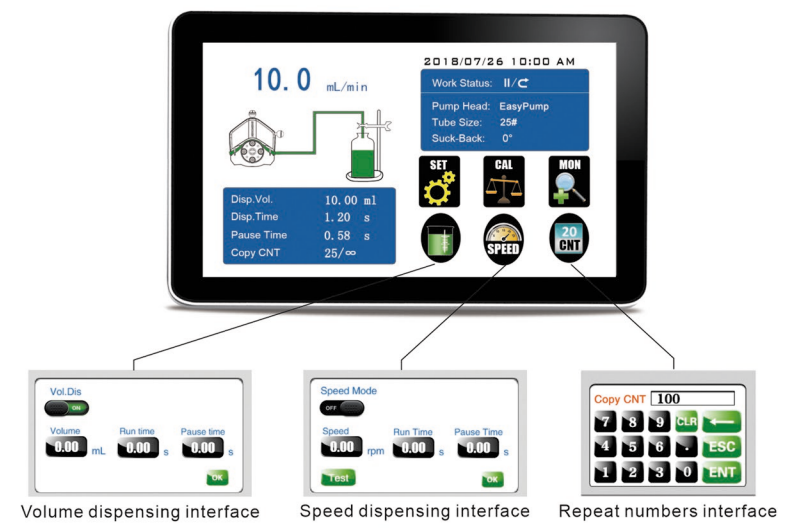 2018/07/26 10:00 AM
10.0 mL/min
Work Status: II/
Pump Head: EasyPump
Tube Size: 25#
Suck-Back: 0°
SET CAL MON
Disp.Vol. 10.00 ml
Disp.Time 1.20 s
Pause Time 0.58 s
Copy CNT 25/∞
SPEED
20
CNT
Vol.Dis
ON
Volume Run time Pause time
0.00 mL 0.00 s 0.00 s
OK
Volume dispensing interface
Speed Mode
OFF
Speed Run Time Pause Time
0.00 rpm 0.00 s 0.00 s
Test OK
Speed dispensing interface
Copy CNT 100
7 8 9 CLR ←
4 5 6 . ESC
1 2 3 0 ENT
Repeat numbers interface